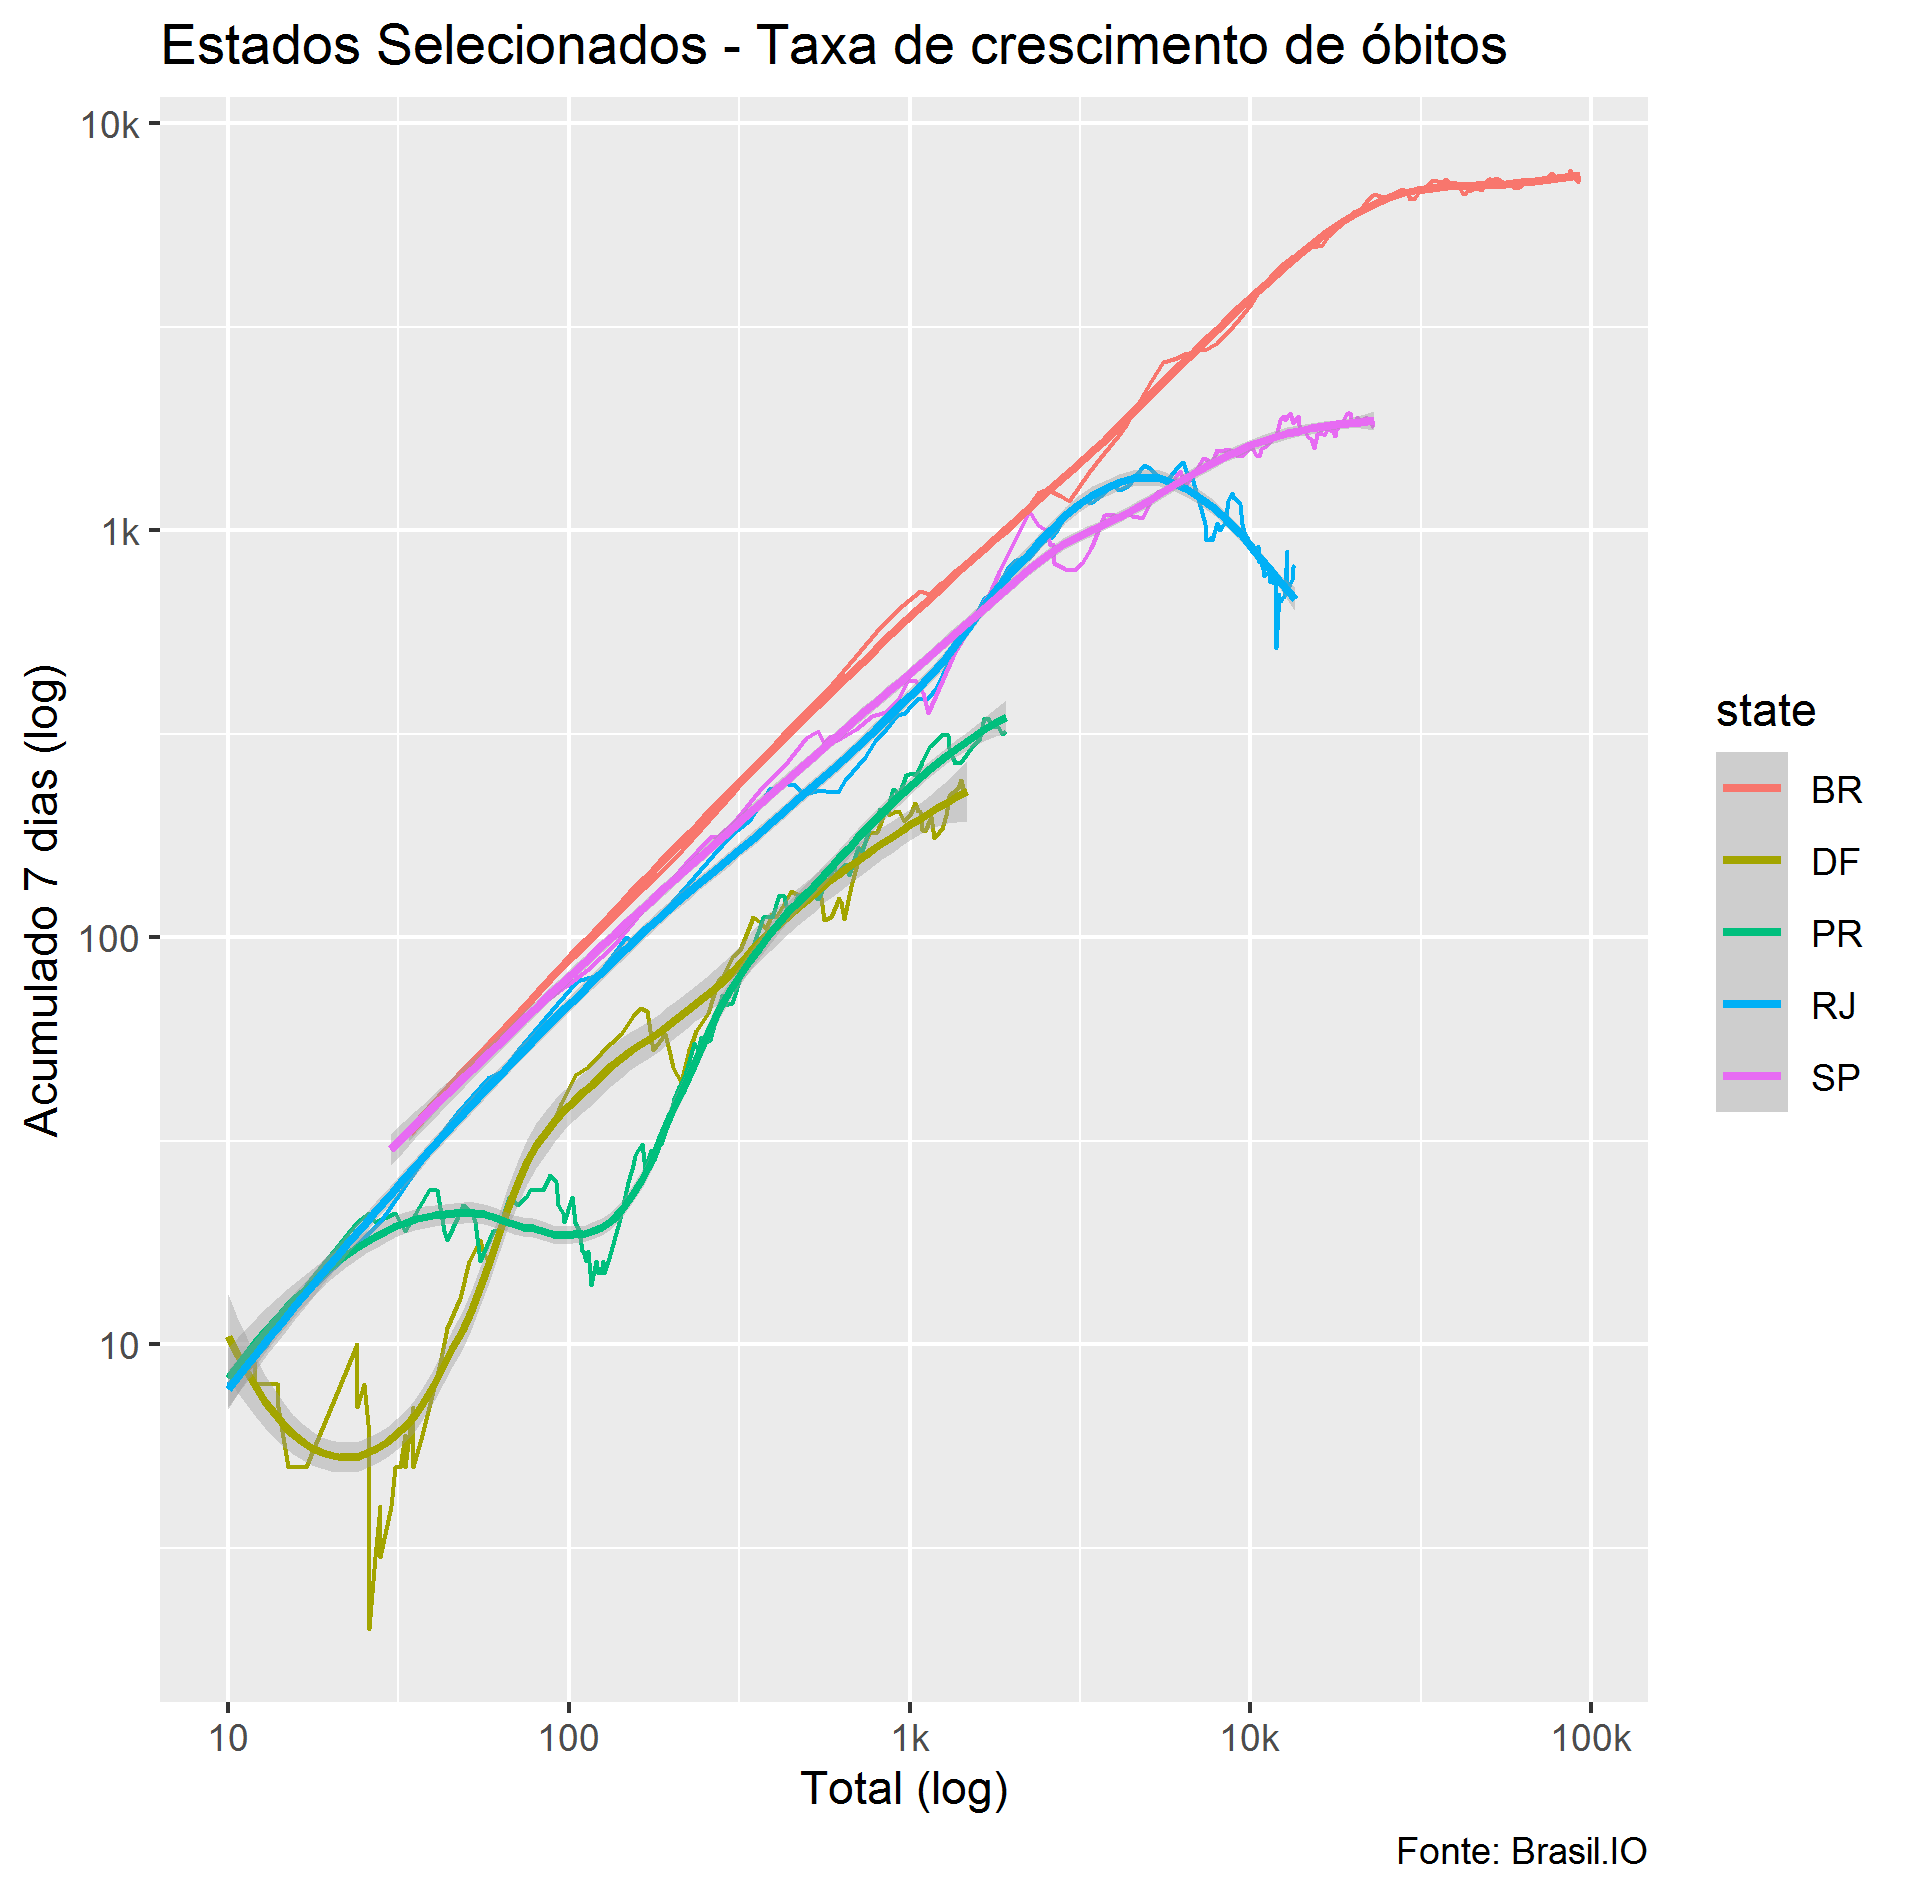 Estados Selecionados - Taxa de crescimento de óbitos
10k
1k
100
10
Acumulado 7 dias (log)
10 100 1k 10k 100k
Total (log)
state
BR
DF
PR
RJ
SP
Fonte: Brasil.IO